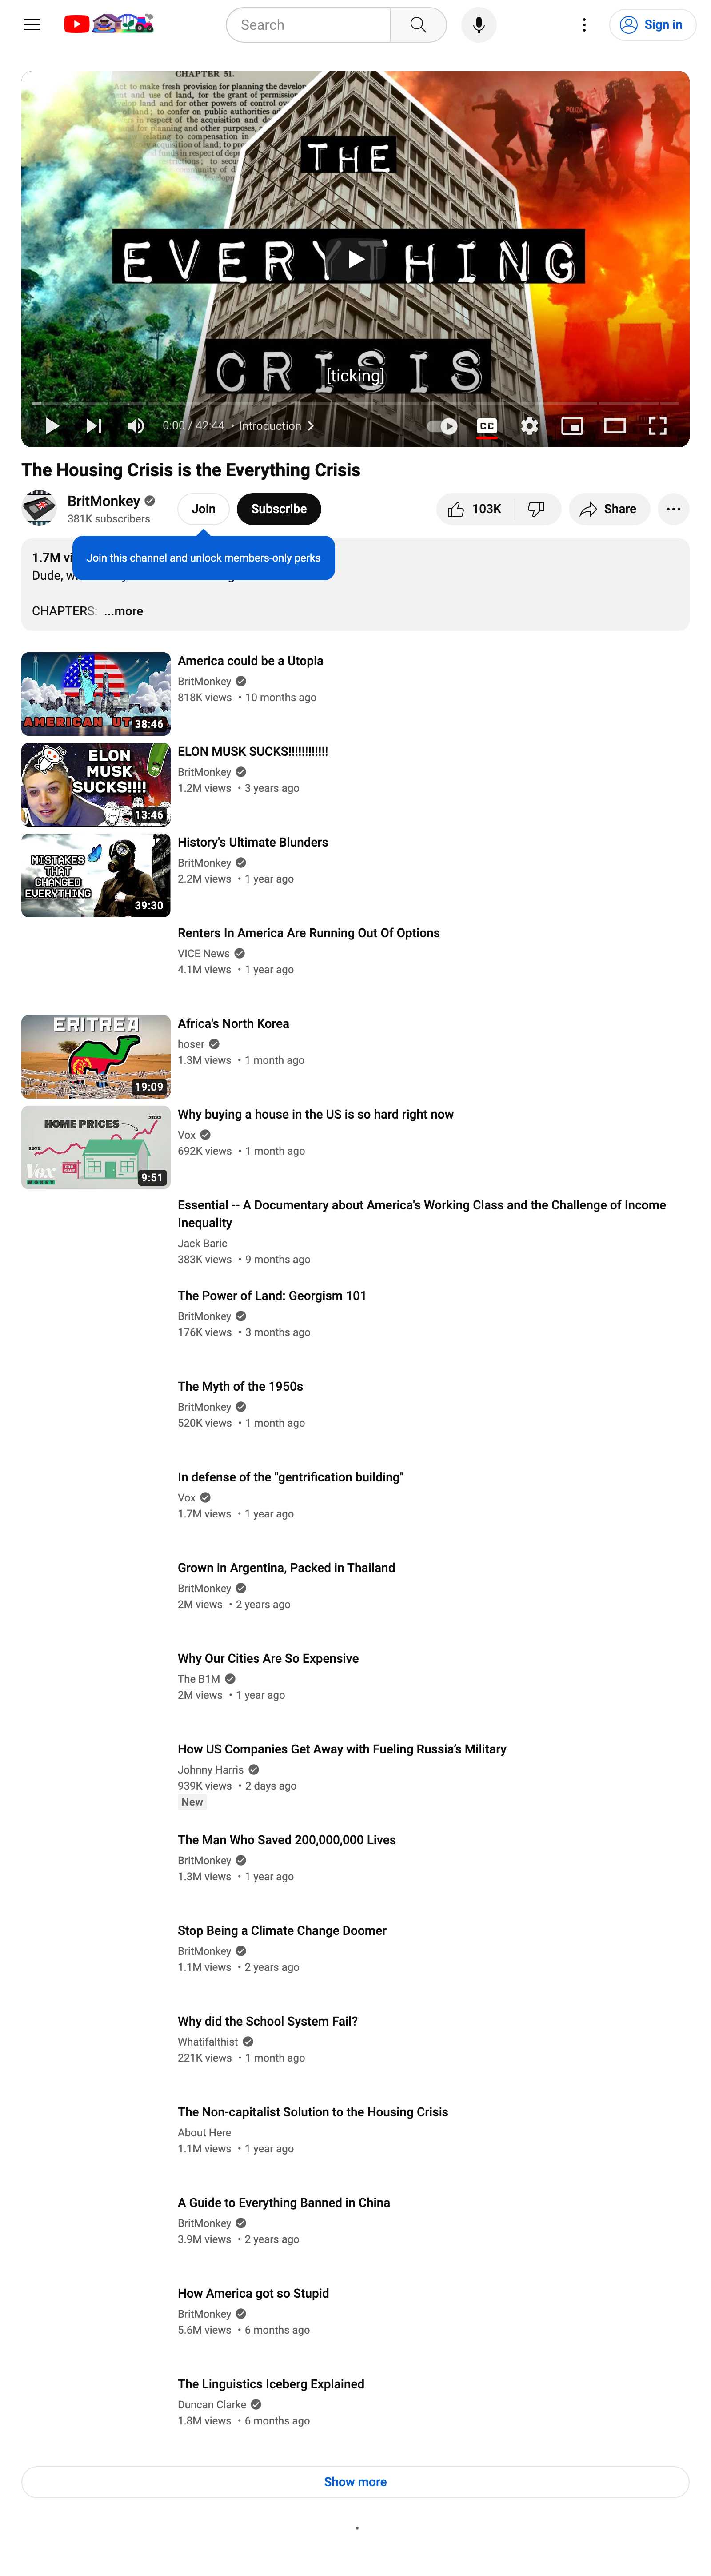 Search
Sign in
CHAPTER 51.
THE
POLIZIA
EVERYTHING
CRISIS
[ticking]
0:00 / 42:44 • Introduction
CC
The Housing Crisis is the Everything Crisis
BritMonkey
381K subscribers
Join
Subscribe
103K
Share
1.7M vi
Join this channel and unlock members-only perks
Dude, w
CHAPTERS: ...more
America could be a Utopia
BritMonkey
818K views • 10 months ago
AMERICAN UT
38:46
ELON MUSK SUCKS!!!!!!!!!!!!
BritMonkey
1.2M views • 3 years ago
ELON
MUSK
SUCKS!!!!
13:46
History's Ultimate Blunders
BritMonkey
2.2M views • 1 year ago
MISTAKES
THAT
CHANGED
EVERYTHING
39:30
Renters In America Are Running Out Of Options
VICE News
4.1M views • 1 year ago
Africa's North Korea
hoser
1.3M views • 1 month ago
ERITREA
19:09
Why buying a house in the US is so hard right now
Vox
692K views • 1 month ago
HOME PRICES
2022
1972
FOR
SALE
Vox
MONEY
9:51
Essential -- A Documentary about America's Working Class and the Challenge of Income
Inequality
Jack Baric
383K views • 9 months ago
The Power of Land: Georgism 101
BritMonkey
176K views • 3 months ago
The Myth of the 1950s
BritMonkey
520K views • 1 month ago
In defense of the "gentrification building"
Vox
1.7M views • 1 year ago
Grown in Argentina, Packed in Thailand
BritMonkey
2M views • 2 years ago
Why Our Cities Are So Expensive
The B1M
2M views • 1 year ago
How US Companies Get Away with Fueling Russia’s Military
Johnny Harris
939K views • 2 days ago
New
The Man Who Saved 200,000,000 Lives
BritMonkey
1.3M views • 1 year ago
Stop Being a Climate Change Doomer
BritMonkey
1.1M views • 2 years ago
Why did the School System Fail?
Whatifalthist
221K views • 1 month ago
The Non-capitalist Solution to the Housing Crisis
About Here
1.1M views • 1 year ago
A Guide to Everything Banned in China
BritMonkey
3.9M views • 2 years ago
How America got so Stupid
BritMonkey
5.6M views • 6 months ago
The Linguistics Iceberg Explained
Duncan Clarke
1.8M views • 6 months ago
Show more